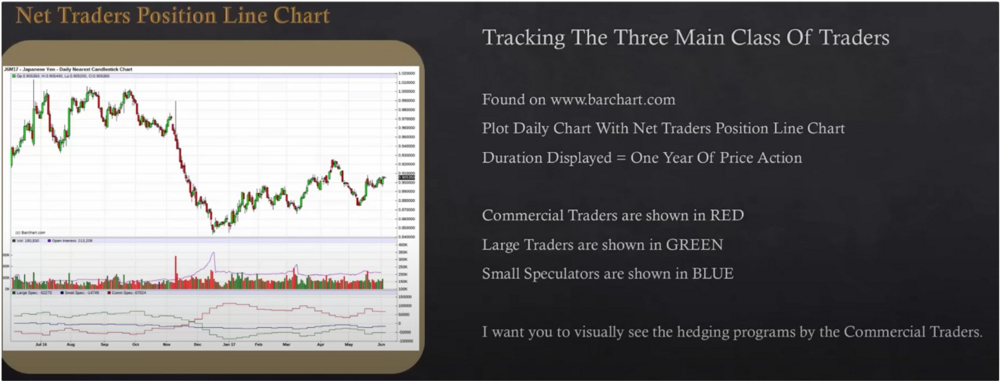 Net Traders Position Line Chart
Tracking The Three Main Class Of Traders
Found on www.barchart.com
Plot Daily Chart With Net Traders Position Line Chart
Duration Displayed = One Year Of Price Action
Commercial Traders are shown in RED
Large Traders are shown in GREEN
Small Speculators are shown in BLUE
I want you to visually see the hedging programs by the Commercial Traders.
J6M17 - Japanese Yen - Daily Nearest Candlestick Chart
Op:0.905350, Hi:0.905400, Lo:0.905200, Cl:0.905350
1.020000
1.010000
1.000000
0.990000
0.980000
0.970000
0.960000
0.950000
0.940000
0.930000
0.920000
0.910000
0.905350
0.900000
0.890000
0.880000
0.870000
0.860000
0.850000
0.840000
(c) Barchart.com
Vol: 180,830 Open Interest: 213,208
400K
350K
300K
250K
200K
150K
100K
00K
00K
00K
0K
Large Spec: -52275 Small Spec: -14749 Comm Spec: 67024
150000
100000
50000
0
-50000
-100000
Jul 16 Aug Sep Oct Nov Dec Jan 17 Feb Mar Apr May Jun